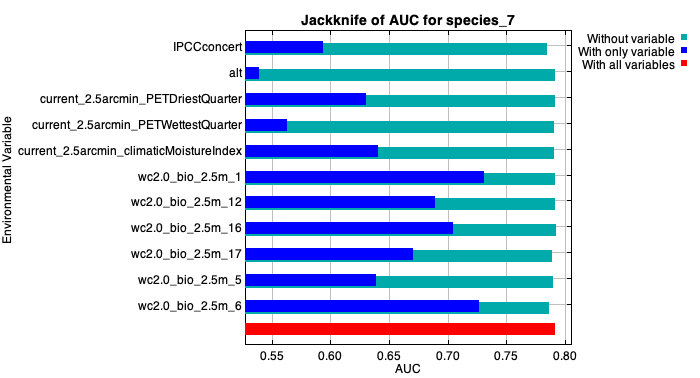 Jackknife of AUC for species_7
Without variable
With only variable
With all variables
Environmental Variable
IPCCconcert
alt
current_2.5arcmin_PETDriestQuarter
current_2.5arcmin_PETWettestQuarter
current_2.5arcmin_climaticMoistureIndex
wc2.0_bio_2.5m_1
wc2.0_bio_2.5m_12
wc2.0_bio_2.5m_16
wc2.0_bio_2.5m_17
wc2.0_bio_2.5m_5
wc2.0_bio_2.5m_6
0.55 0.60 0.65 0.70 0.75 0.80
AUC